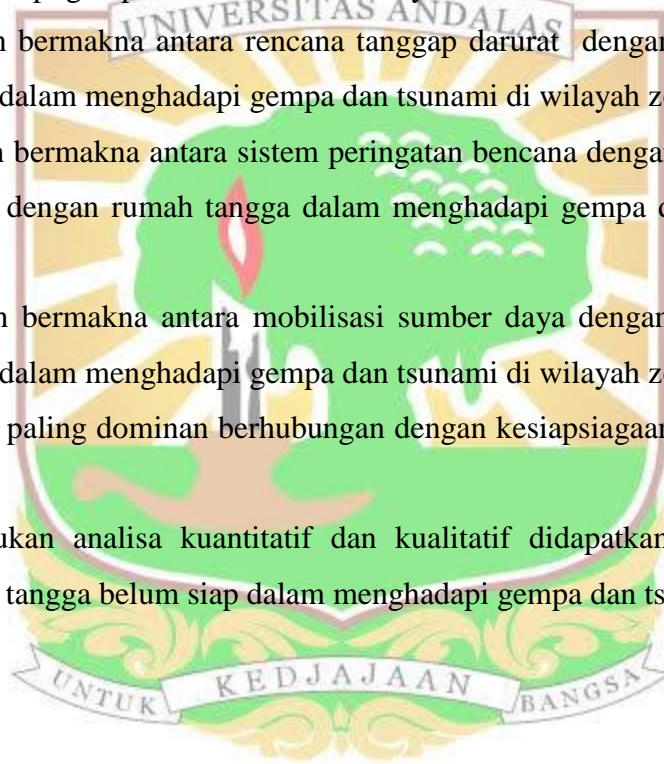 UNIVERSITAS ANDALAS
bermakna antara rencana tanggap darurat dengan
dalam menghadapi gempa dan tsunami di wilayah
bermakna antara sistem peringatan bencana dengan
dengan rumah tangga dalam menghadapi gempa
bermakna antara mobilisasi sumber daya dengan
dalam menghadapi gempa dan tsunami di wilayah
paling dominan berhubungan dengan kesiapsiagaan
analisa kuantitatif dan kualitatif didapatkan
tangga belum siap dalam menghadapi gempa dan
UNTUK KEDJAJAAN BANGSA